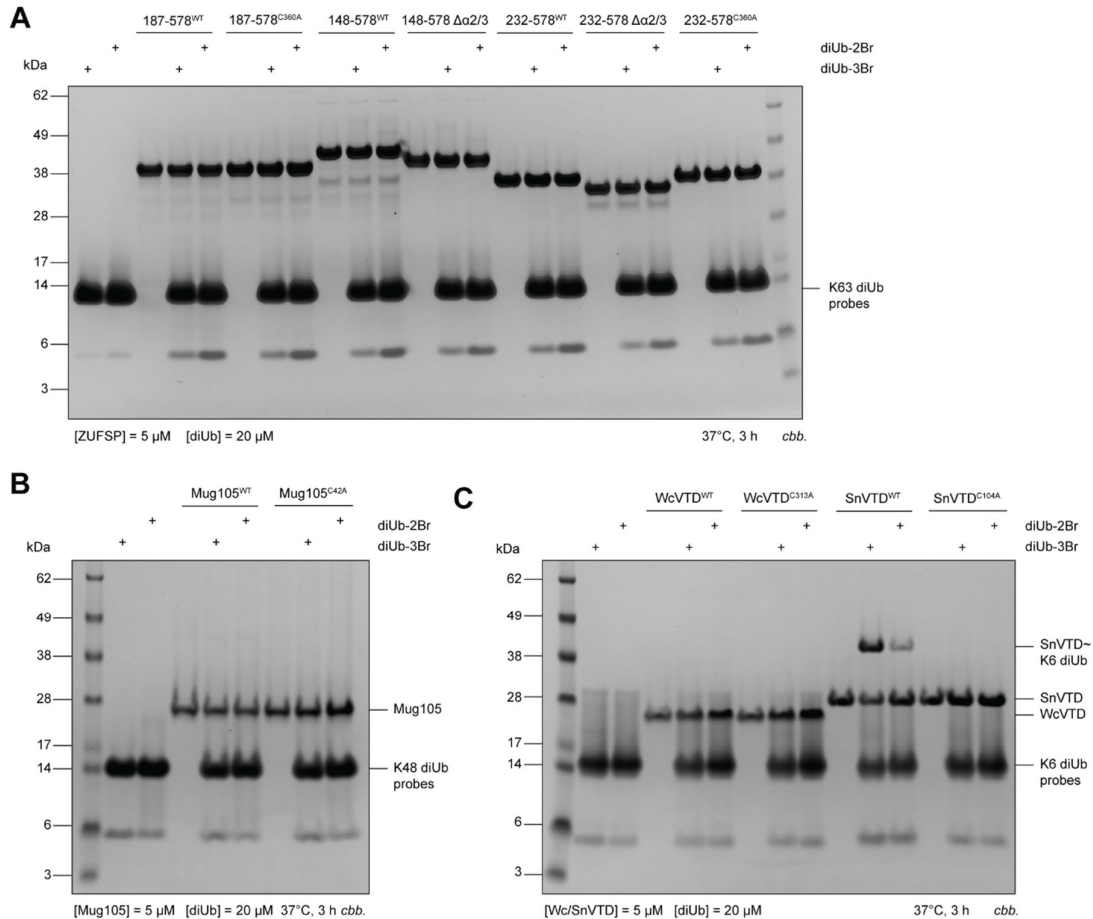 A
187-578WT 187-578C360A 148-578WT 148-578 Δα2/3 232-578WT 232-578 Δα2/3 232-578C360A
+ + + + + + + + diUb-2Br
kDa + + + + + + + + diUb-3Br
62
49
38
28
17
14
K63 diUb
probes
6
3
[ZUFSP] = 5 µM [diUb] = 20 µM 37°C, 3 h cbb.
B
Mug105WT Mug105C42A
+ + + diUb-2Br
kDa + + + diUb-3Br
62
49
38
28
Mug105
17
14
K48 diUb
probes
6
3
[Mug105] = 5 µM [diUb] = 20 µM 37°C, 3 h cbb.
C
WcVTDWT WcVTDC313A SnVTDWT SnVTDC104A
+ + + + + diUb-2Br
kDa + + + + + diUb-3Br
62
49
38
SnVTD~
K6 diUb
28
SnVTD
WcVTD
17
14
K6 diUb
probes
6
3
[Wc/SnVTD] = 5 µM [diUb] = 20 µM 37°C, 3 h cbb.